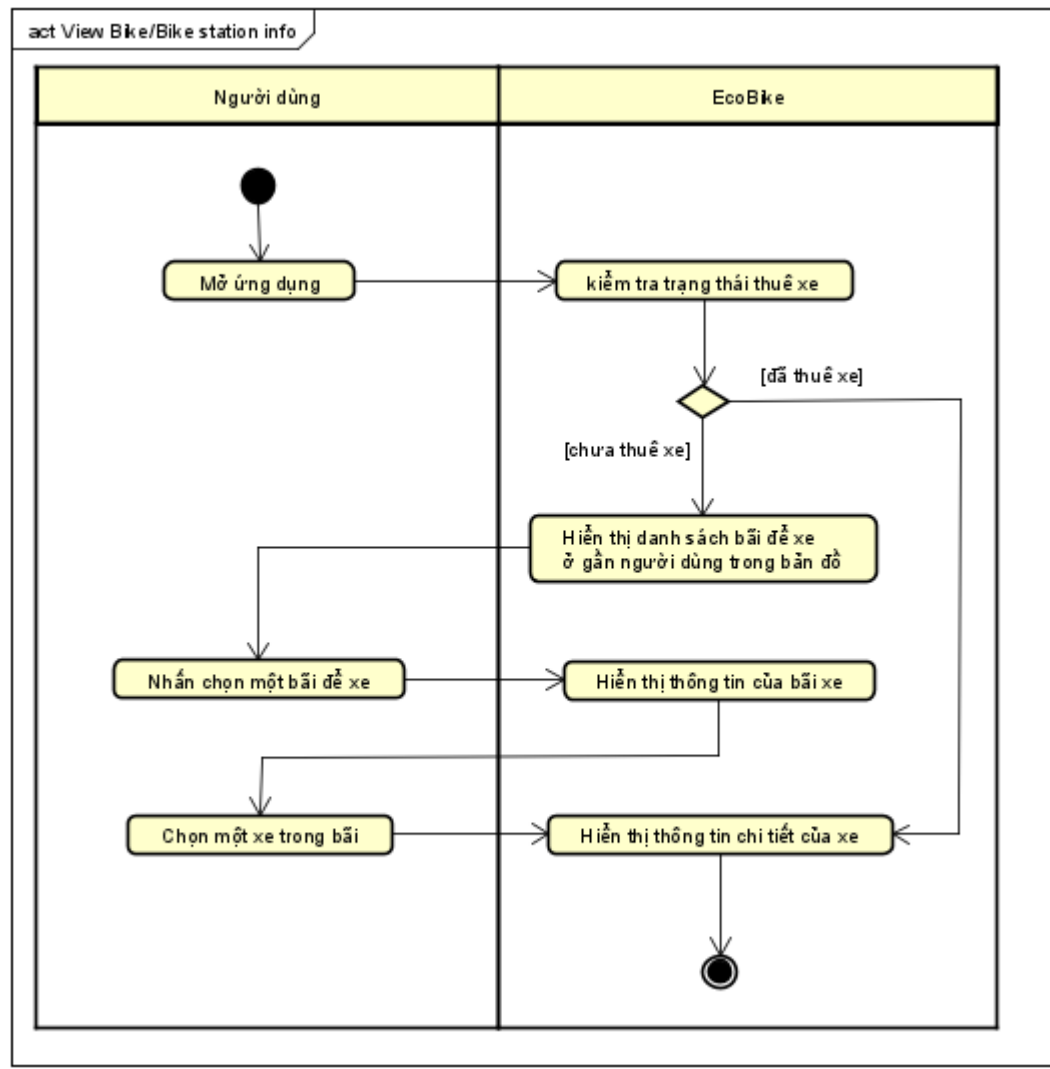 act View Bike/Bike station info
Người dùng
EcoBike
Mở ứng dụng
kiểm tra trạng thái thuê xe
[đã thuê xe]
[chưa thuê xe]
Hiển thị danh sách bãi để xe
ở gần người dùng trong bản đồ
Nhấn chọn một bãi để xe
Hiển thị thông tin của bãi xe
Chọn một xe trong bãi
Hiển thị thông tin chi tiết của xe